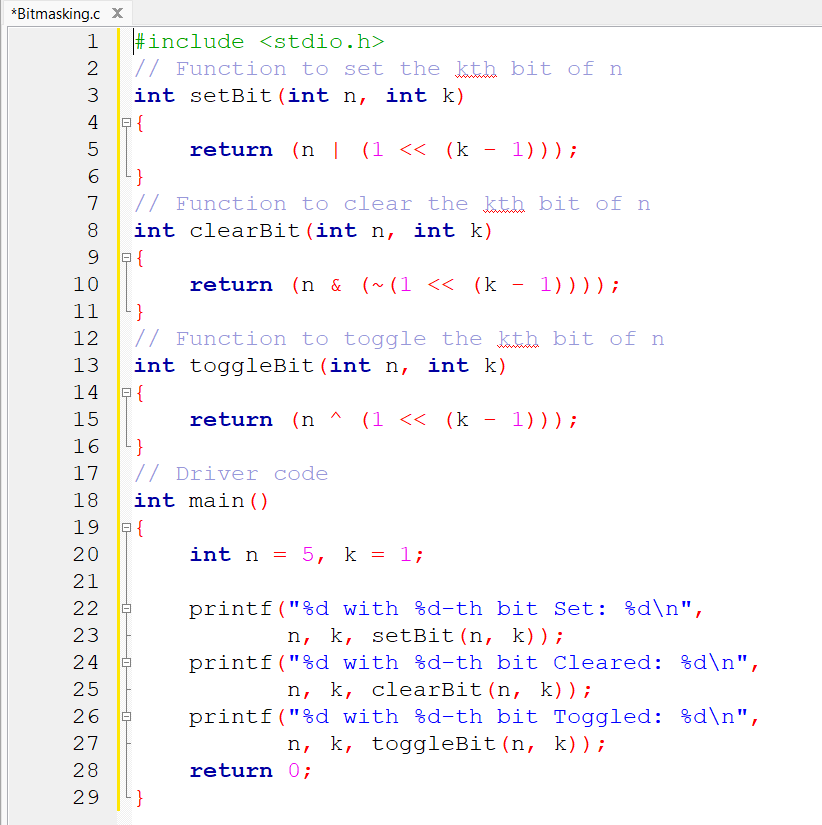 *Bitmasking.c X
1 #include <stdio.h>
2 // Function to set the kth bit of n
3 int setBit(int n, int k)
4 {
5     return (n | (1 << (k - 1)));
6 }
7 // Function to clear the kth bit of n
8 int clearBit(int n, int k)
9 {
10     return (n & (~(1 << (k - 1))));
11 }
12 // Function to toggle the kth bit of n
13 int toggleBit(int n, int k)
14 {
15     return (n ^ (1 << (k - 1)));
16 }
17 // Driver code
18 int main()
19 {
20     int n = 5, k = 1;
21
22     printf("%d with %d-th bit Set: %d\n",
23            n, k, setBit(n, k));
24     printf("%d with %d-th bit Cleared: %d\n",
25            n, k, clearBit(n, k));
26     printf("%d with %d-th bit Toggled: %d\n",
27            n, k, toggleBit(n, k));
28     return 0;
29 }